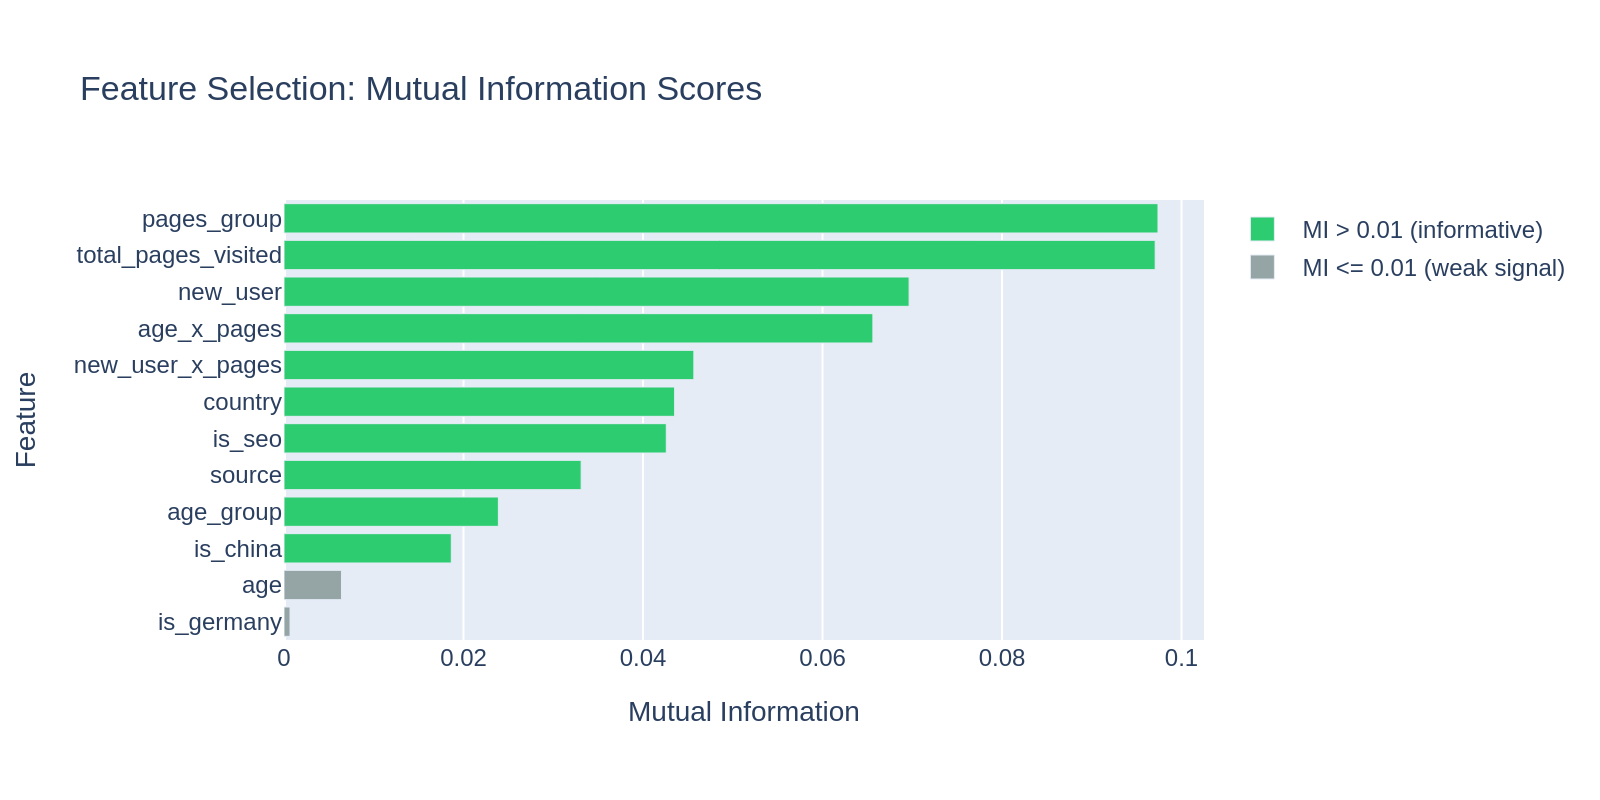 Feature Selection: Mutual Information Scores
pages_group
total_pages_visited
new_user
age_x_pages
new_user_x_pages
country
is_seo
source
age_group
is_china
age
is_germany
Feature
0 0.02 0.04 0.06 0.08 0.1
Mutual Information
MI > 0.01 (informative)
MI <= 0.01 (weak signal)